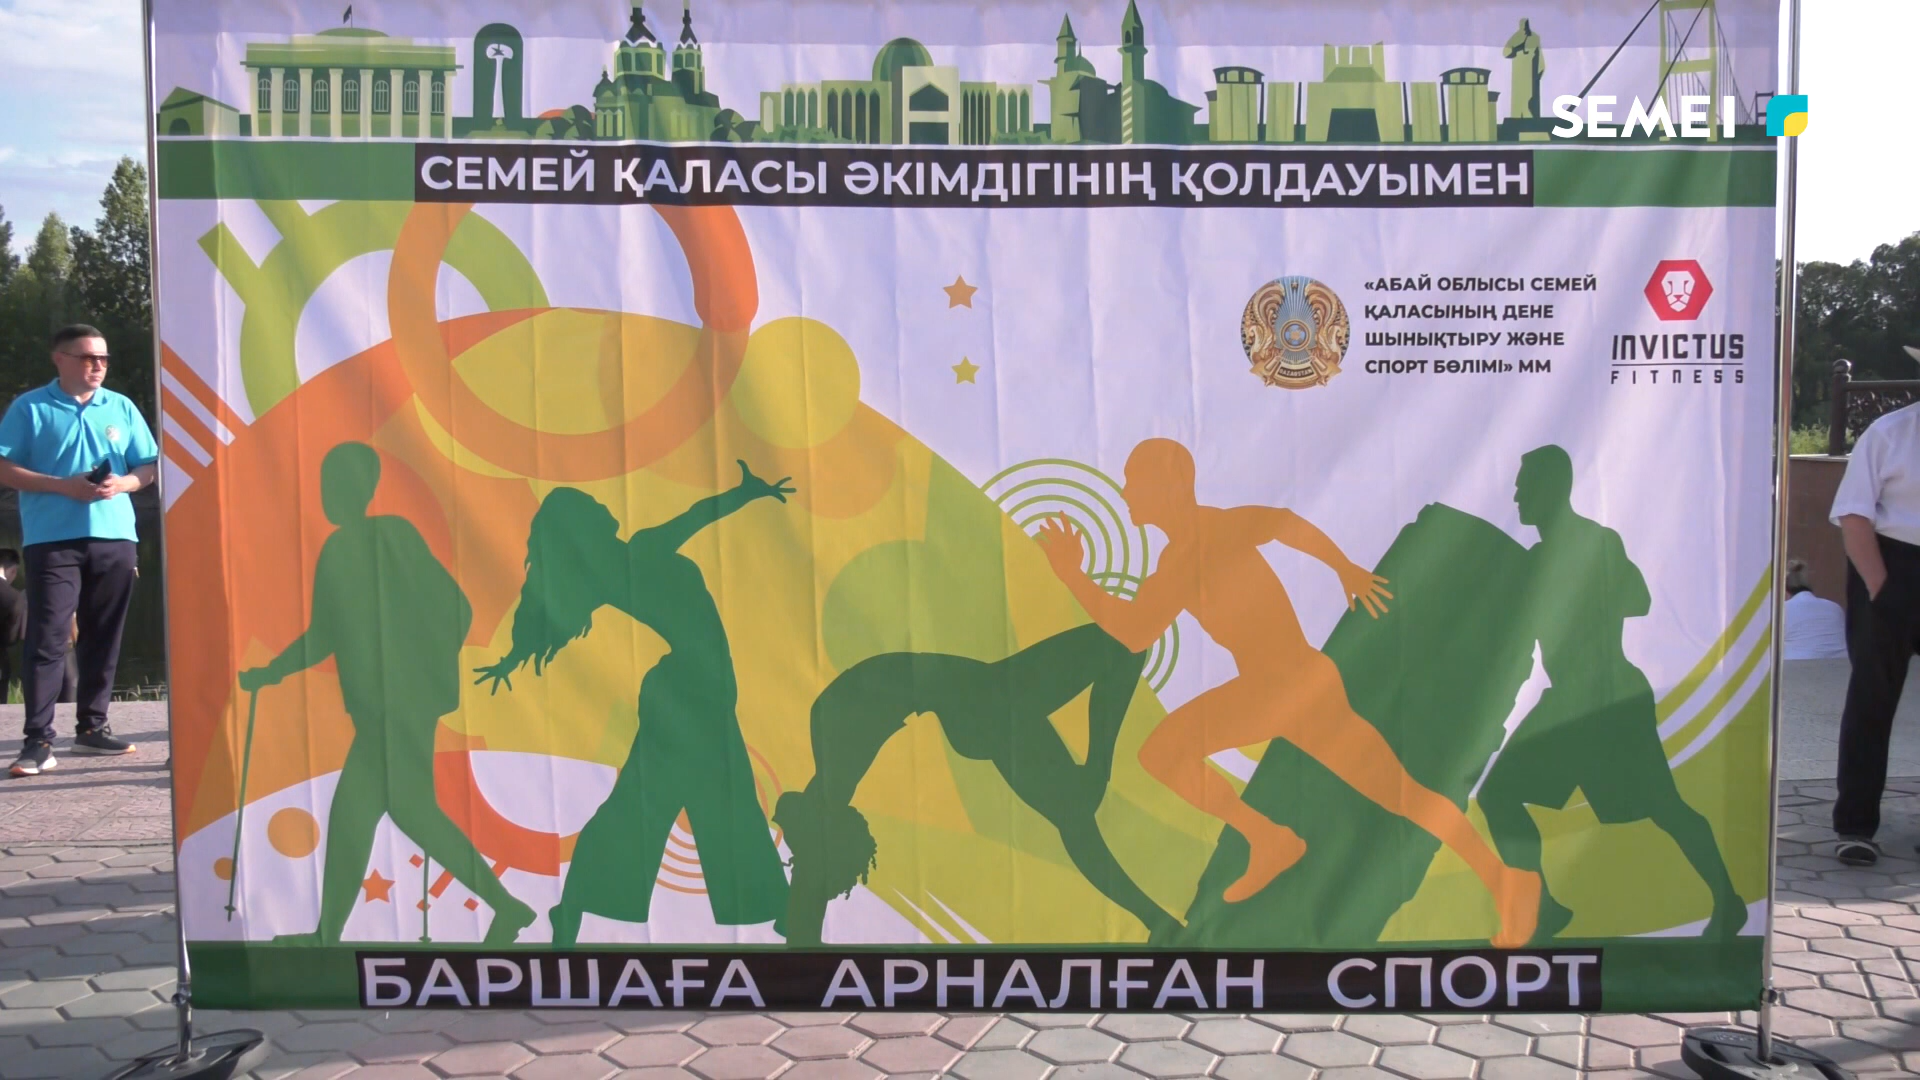 SEMEI
СЕМЕЙ ҚАЛАСЫ ӘКІМДІГІНІҢ ҚОЛДАУЫМЕН
«АБАЙ ОБЛЫСЫ СЕМЕЙ
ҚАЛАСЫНЫҢ ДЕНЕ
ШЫНЫҚТЫРУ ЖӘНЕ
СПОРТ БӨЛІМІ» ММ
INVICTUS
FITNESS
БАРШАҒА АРНАЛҒАН СПОРТ